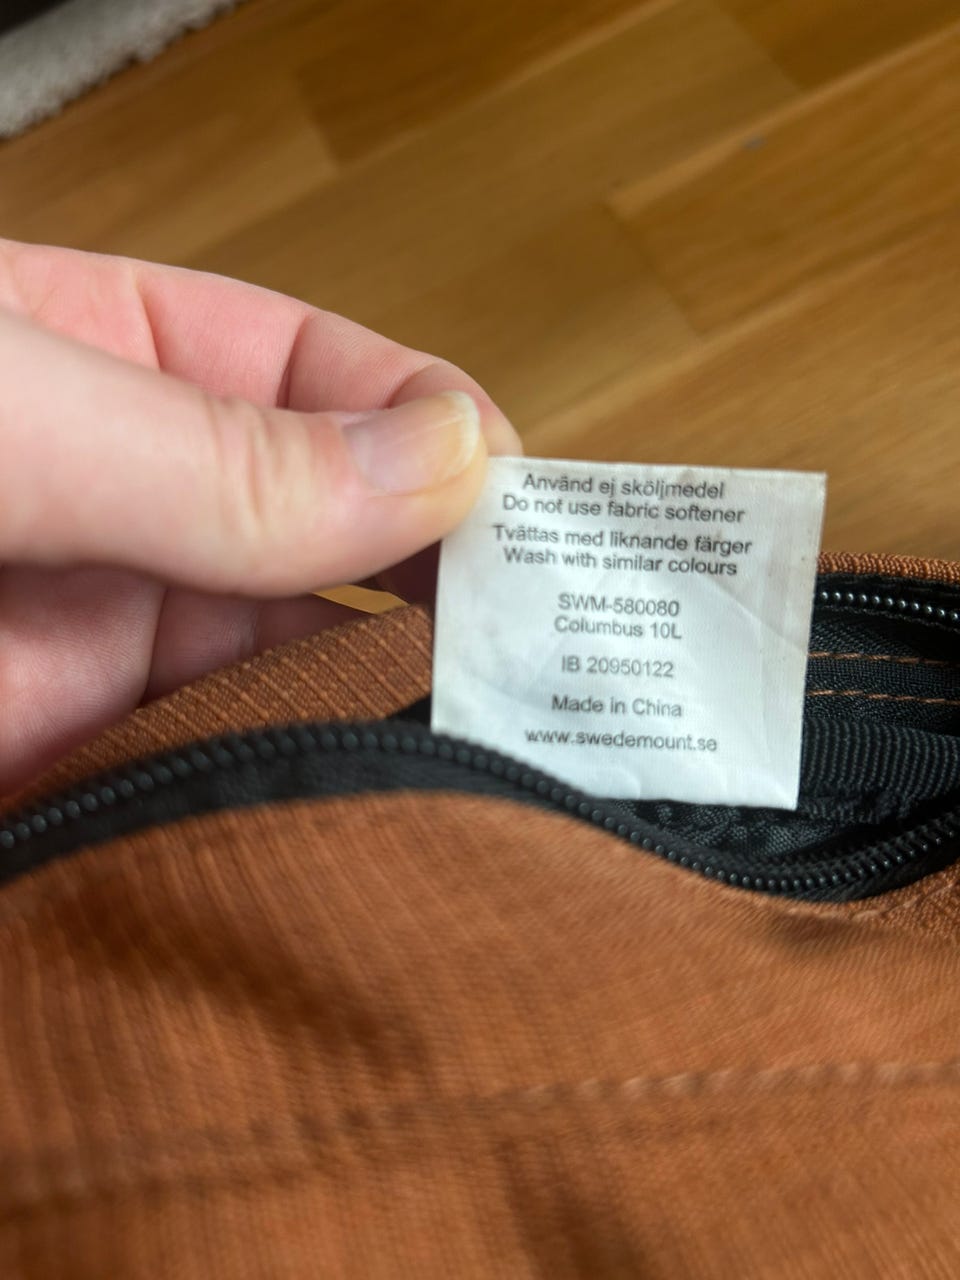 Använd ej sköljmedel
Do not use fabric softener
Tvättas med liknande färger
Wash with similar colours
SWM-580080
Columbus 10L
IB 20950122
Made in China
www.swedemount.se